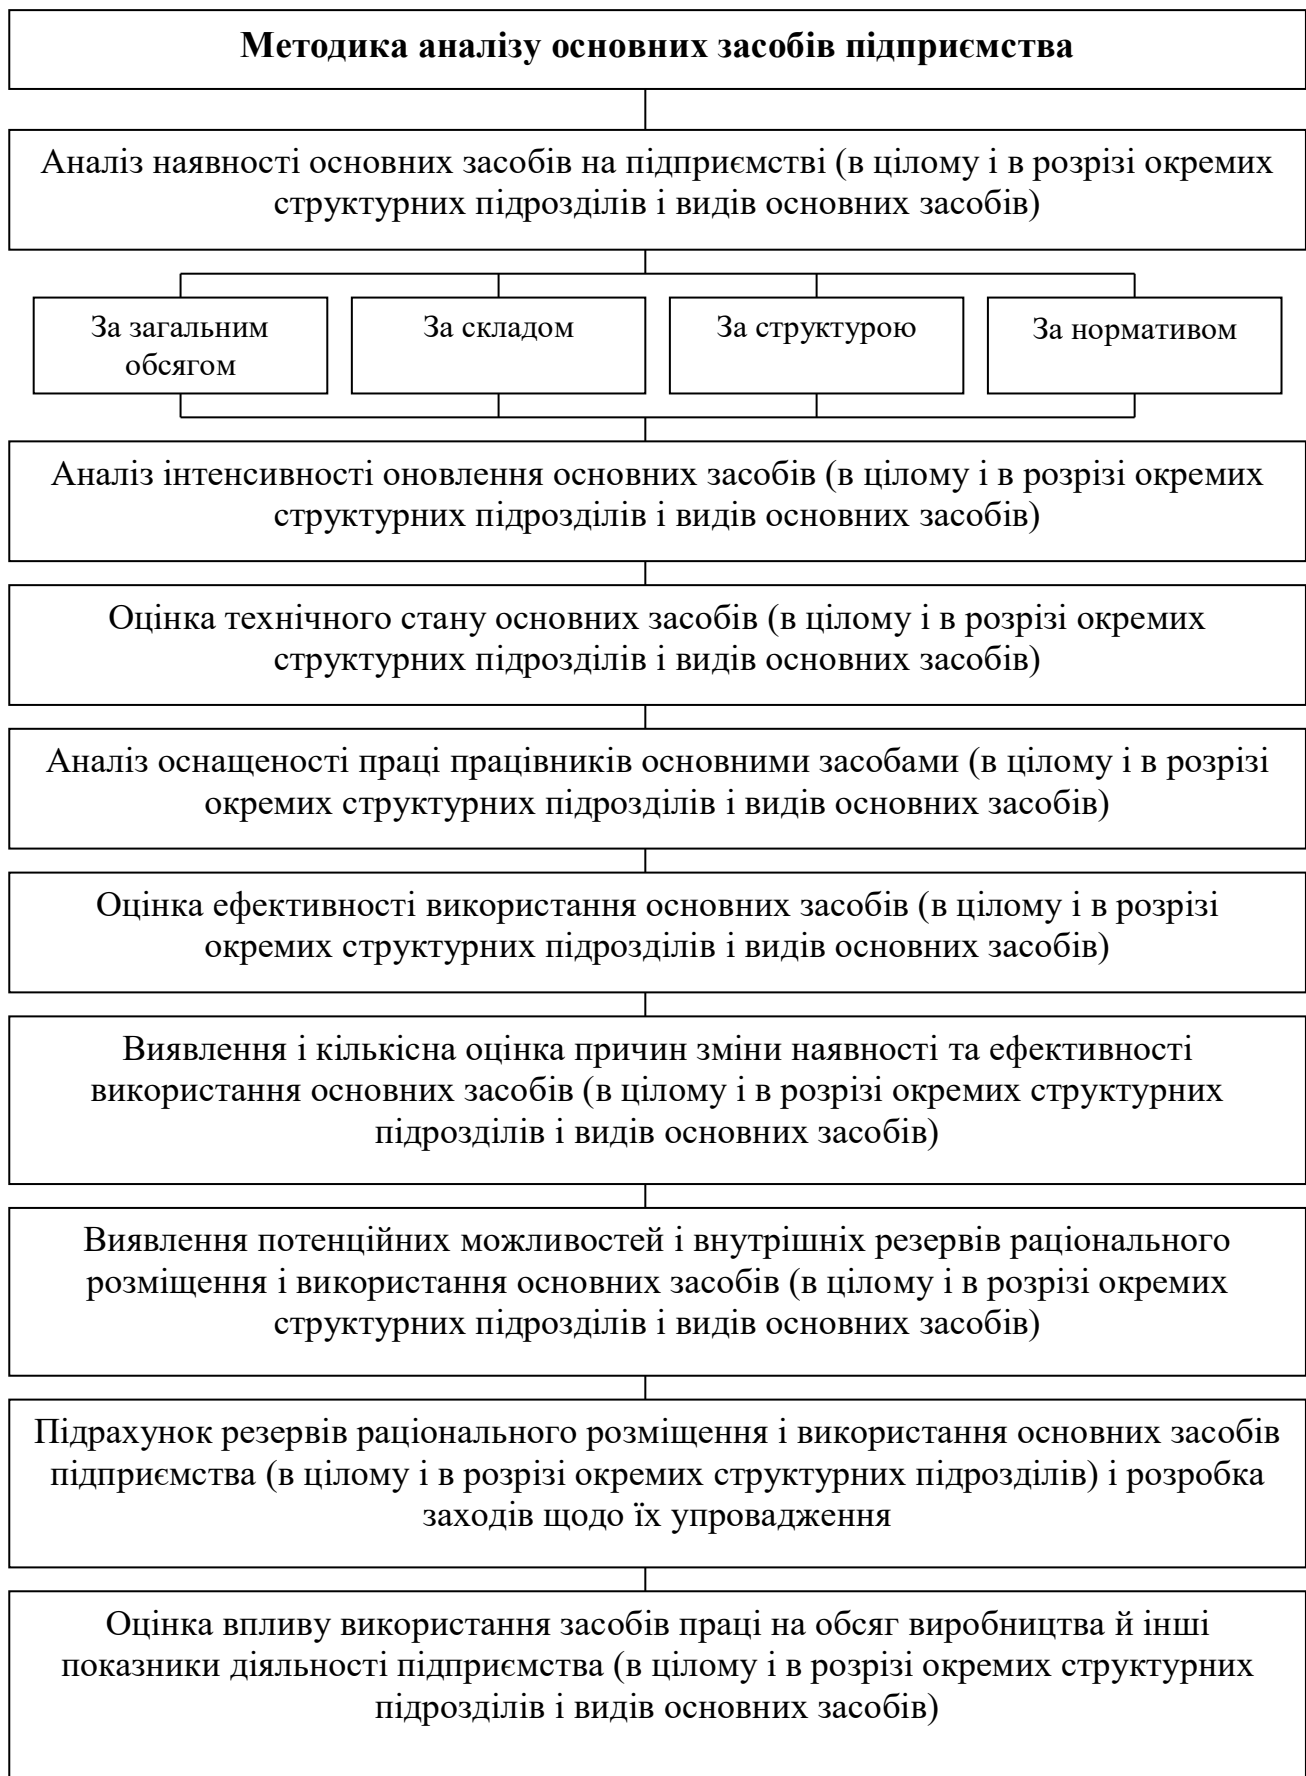 Методика аналізу основних засобів підприємства
Аналіз наявності основних засобів на підприємстві (в цілому і в розрізі окремих
структурних підрозділів і видів основних засобів)
За загальним
обсягом
За складом
За структурою
За нормативом
Аналіз інтенсивності оновлення основних засобів (в цілому і в розрізі окремих
структурних підрозділів і видів основних засобів)
Оцінка технічного стану основних засобів (в цілому і в розрізі окремих
структурних підрозділів і видів основних засобів)
Аналіз оснащеності праці працівників основними засобами (в цілому і в розрізі
окремих структурних підрозділів і видів основних засобів)
Оцінка ефективності використання основних засобів (в цілому і в розрізі
окремих структурних підрозділів і видів основних засобів)
Виявлення і кількісна оцінка причин зміни наявності та ефективності
використання основних засобів (в цілому і в розрізі окремих структурних
підрозділів і видів основних засобів)
Виявлення потенційних можливостей і внутрішніх резервів раціонального
розміщення і використання основних засобів (в цілому і в розрізі окремих
структурних підрозділів і видів основних засобів)
Підрахунок резервів раціонального розміщення і використання основних засобів
підприємства (в цілому і в розрізі окремих структурних підрозділів) і розробка
заходів щодо їх упровадження
Оцінка впливу використання засобів праці на обсяг виробництва й інші
показники діяльності підприємства (в цілому і в розрізі окремих структурних
підрозділів і видів основних засобів)